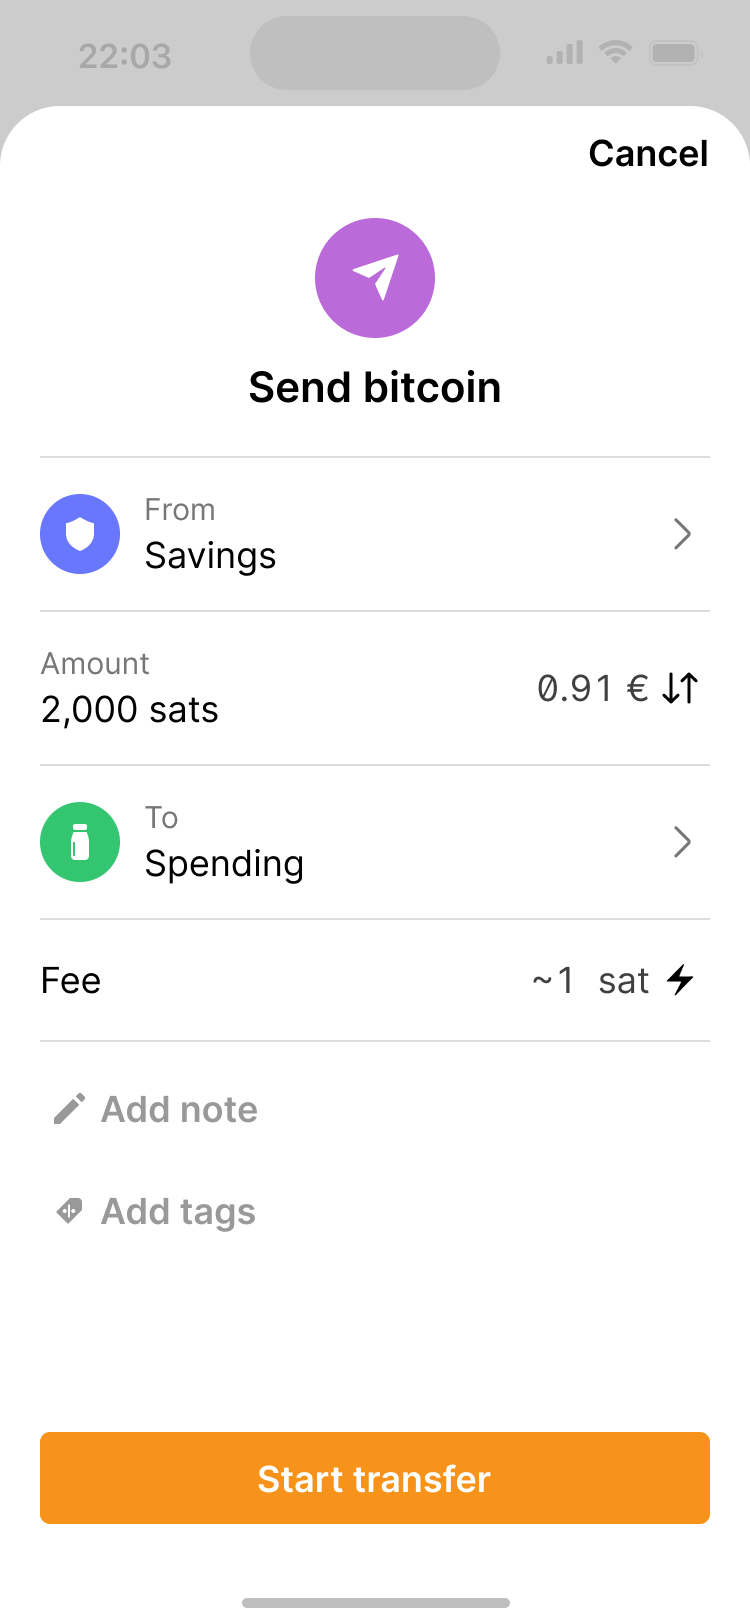 22:03
Cancel
Send bitcoin
From
Savings
Amount
2,000 sats
0.91 €
To
Spending
Fee
~1 sat
Add note
Add tags
Start transfer